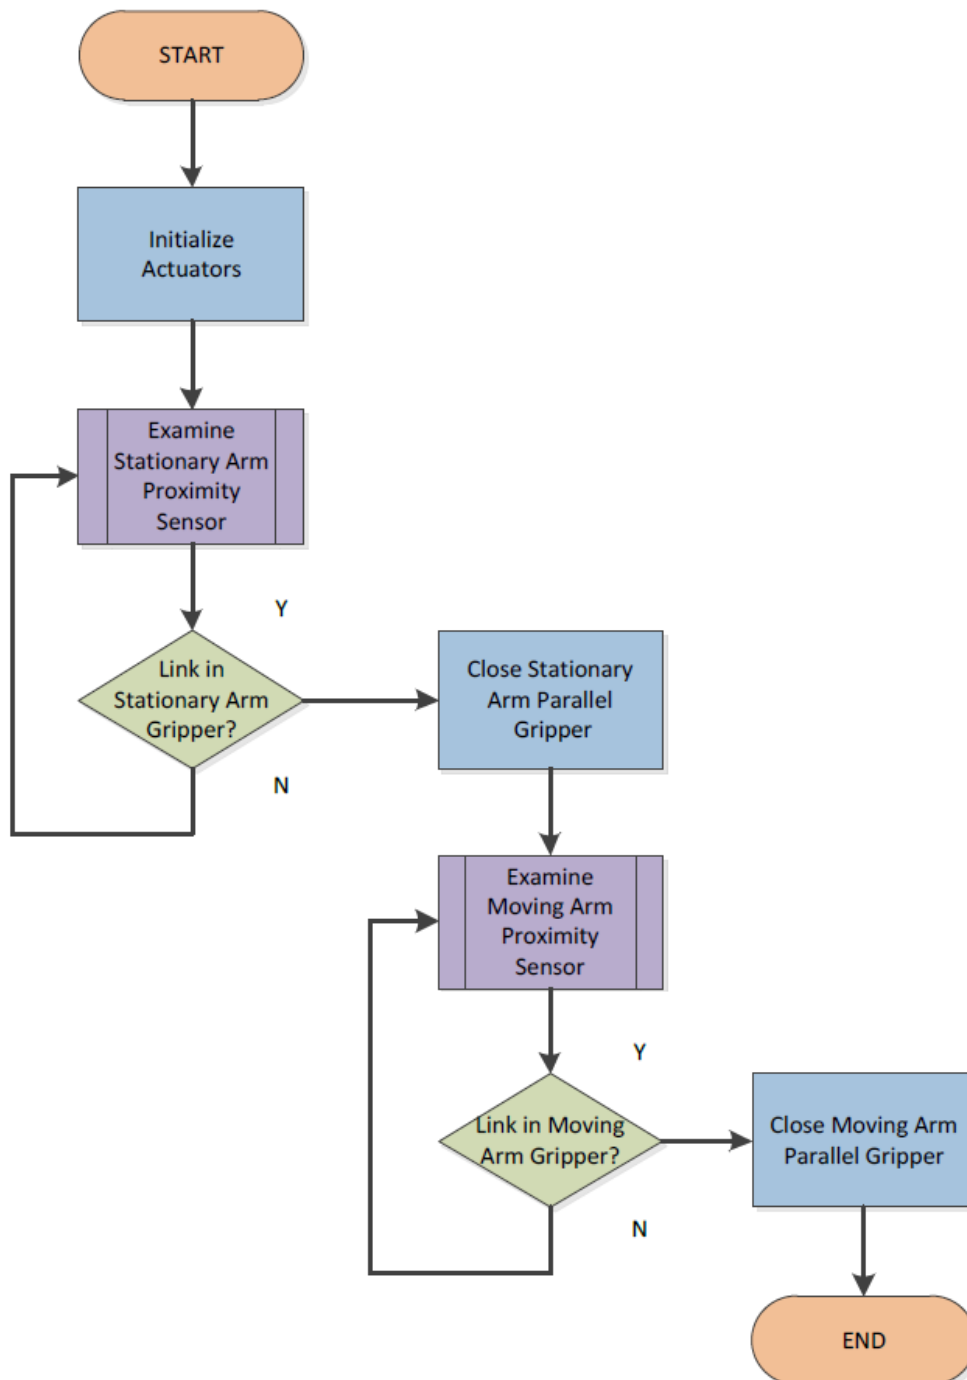 START
Initialize
Actuators
Examine
Stationary Arm
Proximity
Sensor
Y
Link in
Stationary Arm
Gripper?
N
Close Stationary
Arm Parallel
Gripper
Examine
Moving Arm
Proximity
Sensor
Y
Link in Moving
Arm Gripper?
N
Close Moving Arm
Parallel Gripper
END